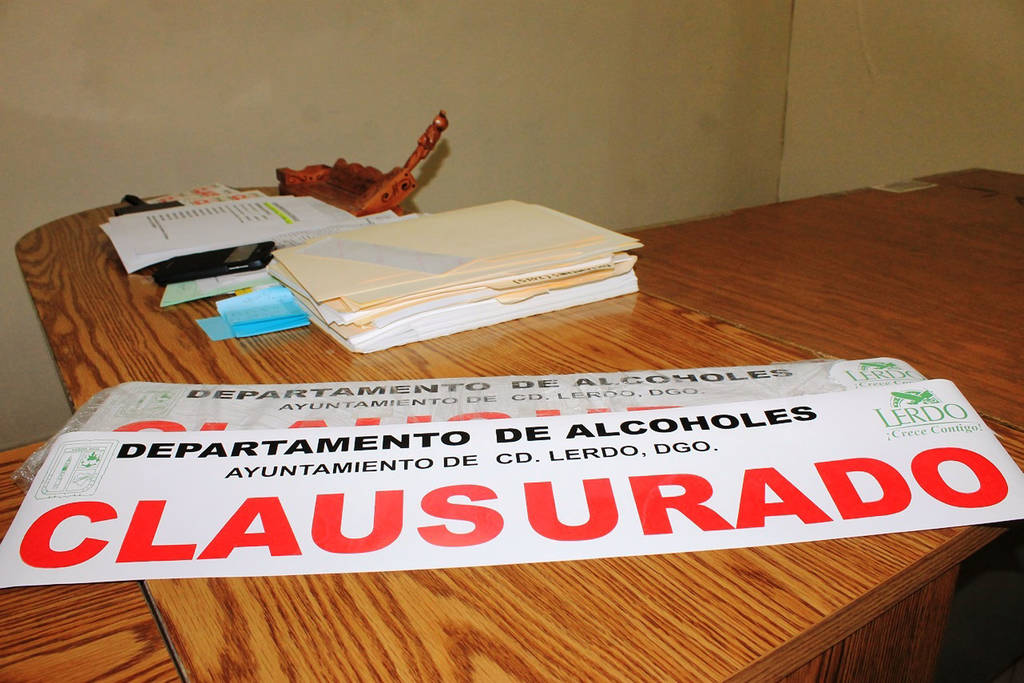 DEPARTAMENTO DE ALCOHOLES
LERDO
AYUNTAMIENTO DE CD. LERDO, DGO.
DEPARTAMENTO DE ALCOHOLES
AYUNTAMIENTO DE CD. LERDO, DGO.
CLAUSURADO
LERDO
¡Crece Contigo!